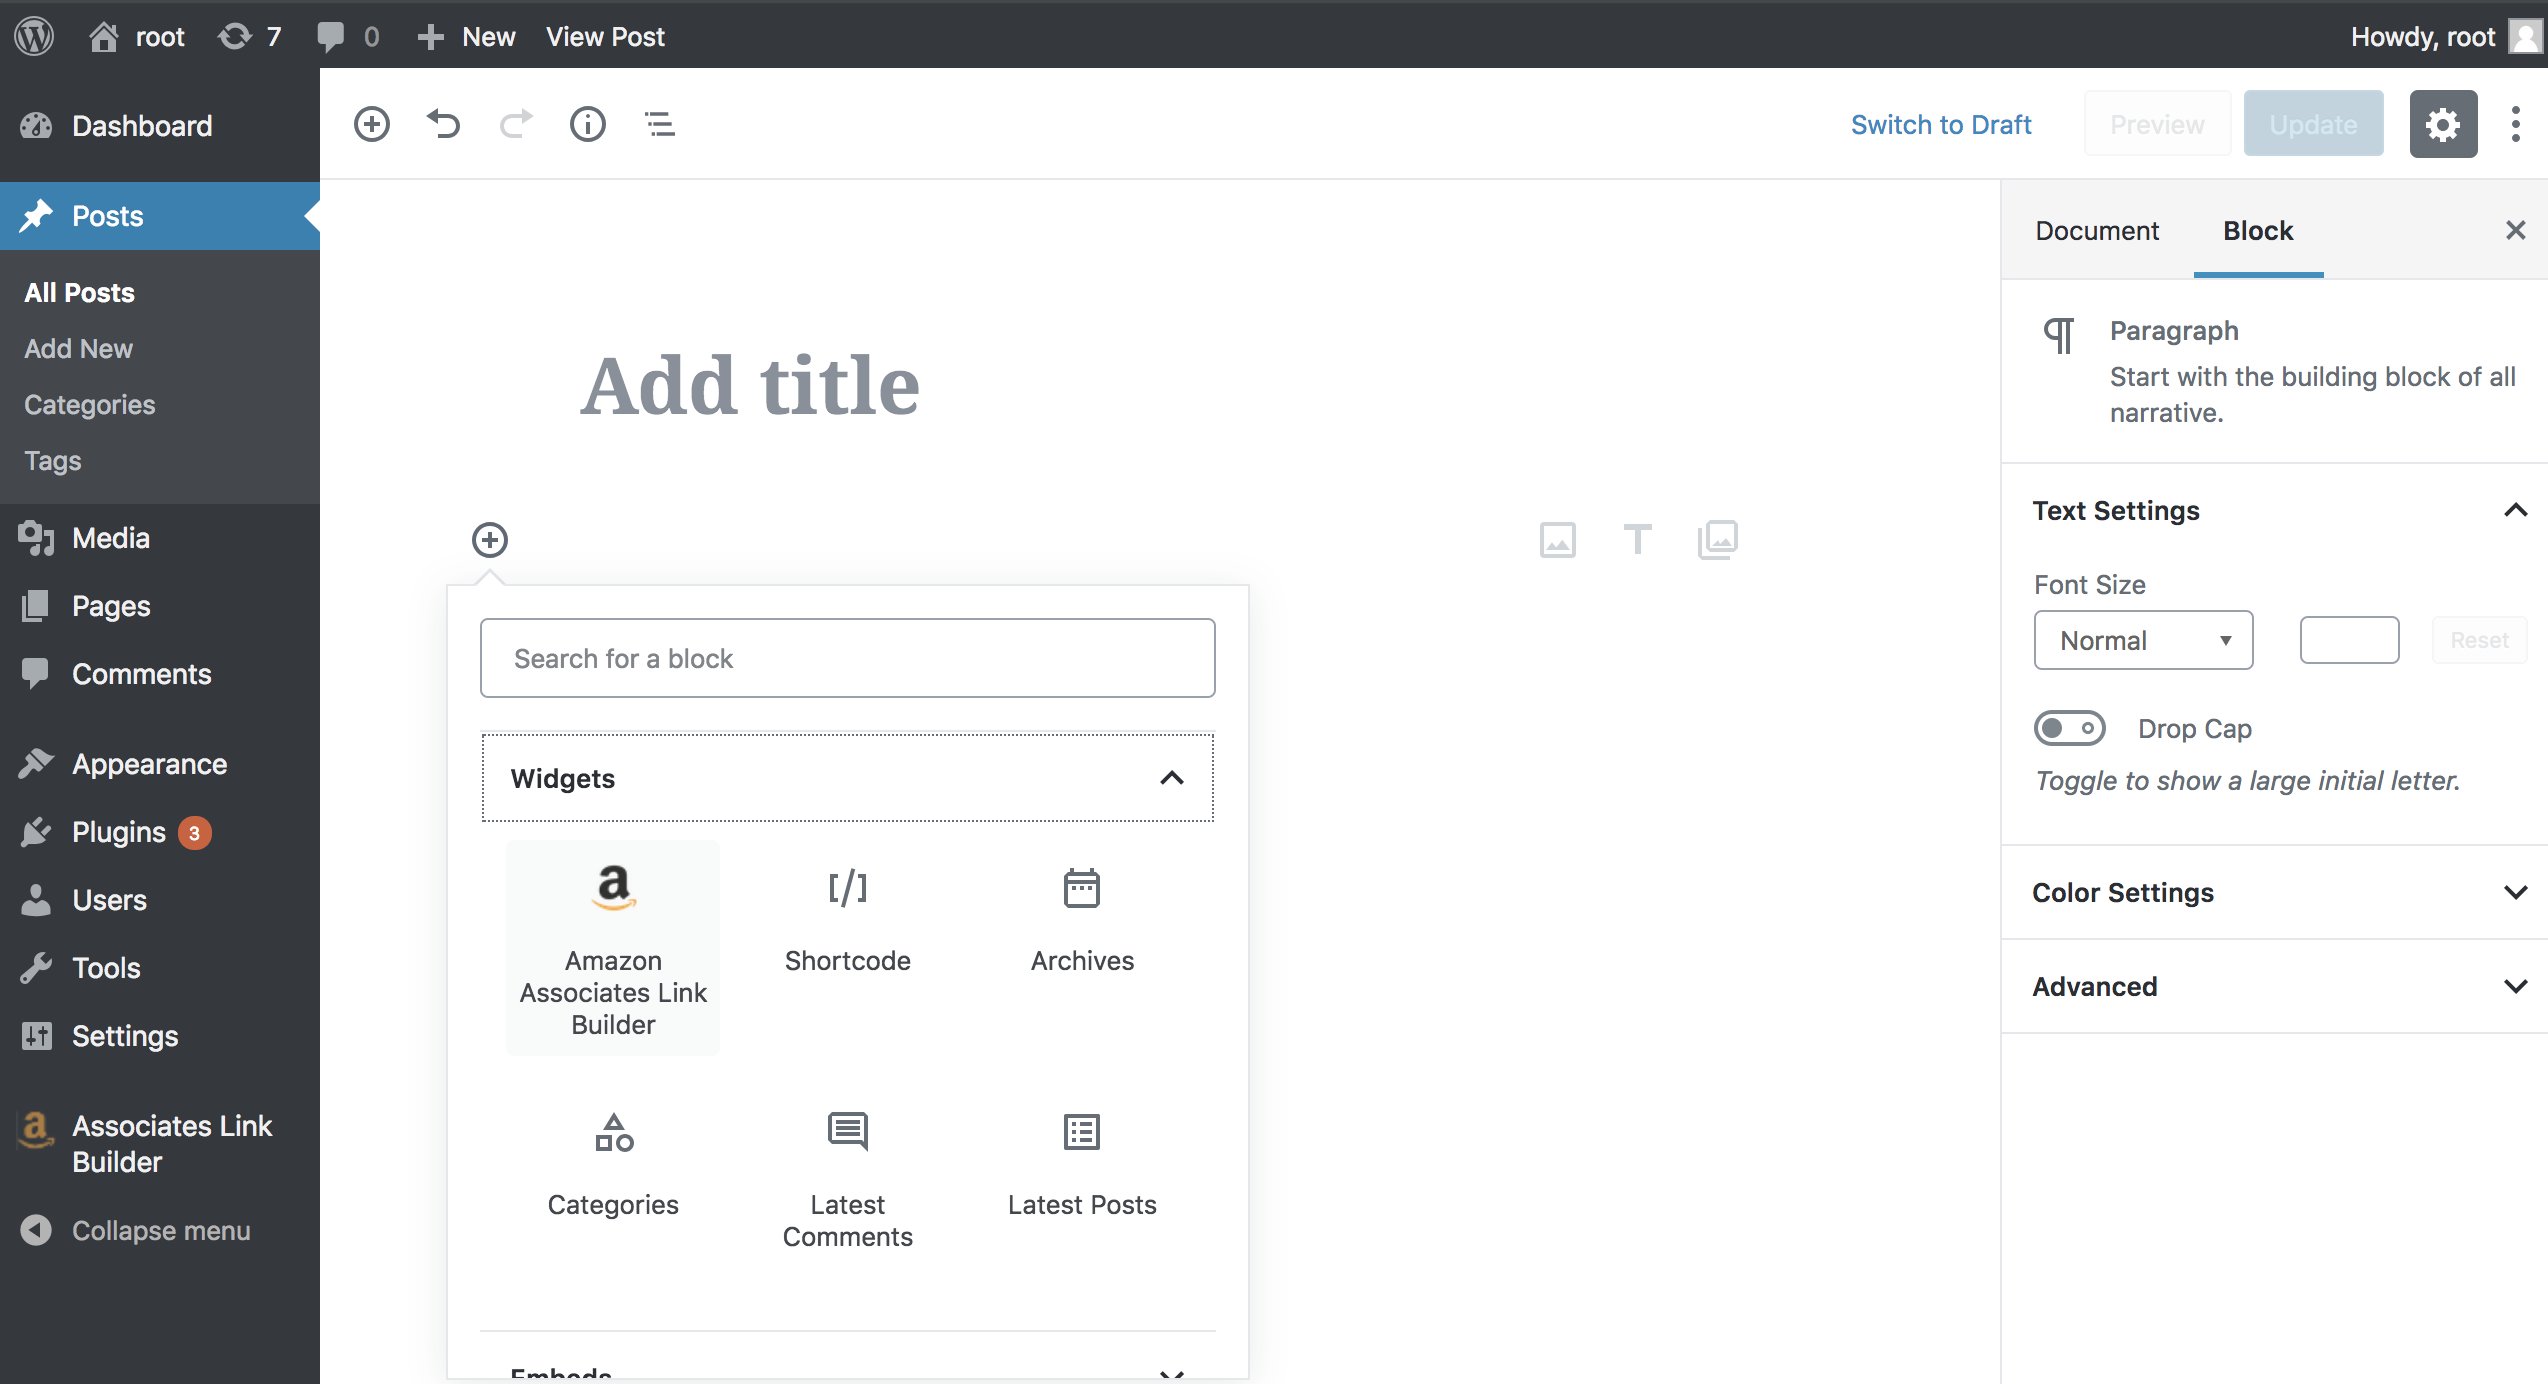 root 7 0 New View Post Howdy, root
Dashboard
Posts
All Posts
Add New
Categories
Tags
Media
Pages
Comments
Appearance
Plugins 3
Users
Tools
Settings
Associates Link
Builder
Collapse menu
Switch to Draft Preview Update
Add title
Search for a block
Widgets
Amazon
Associates Link
Builder
[/]
Shortcode
Archives
Categories
Latest
Comments
Latest Posts
Embeds
Document Block
Paragraph
Start with the building block of all
narrative.
Text Settings
Font Size
Normal Reset
Drop Cap
Toggle to show a large initial letter.
Color Settings
Advanced